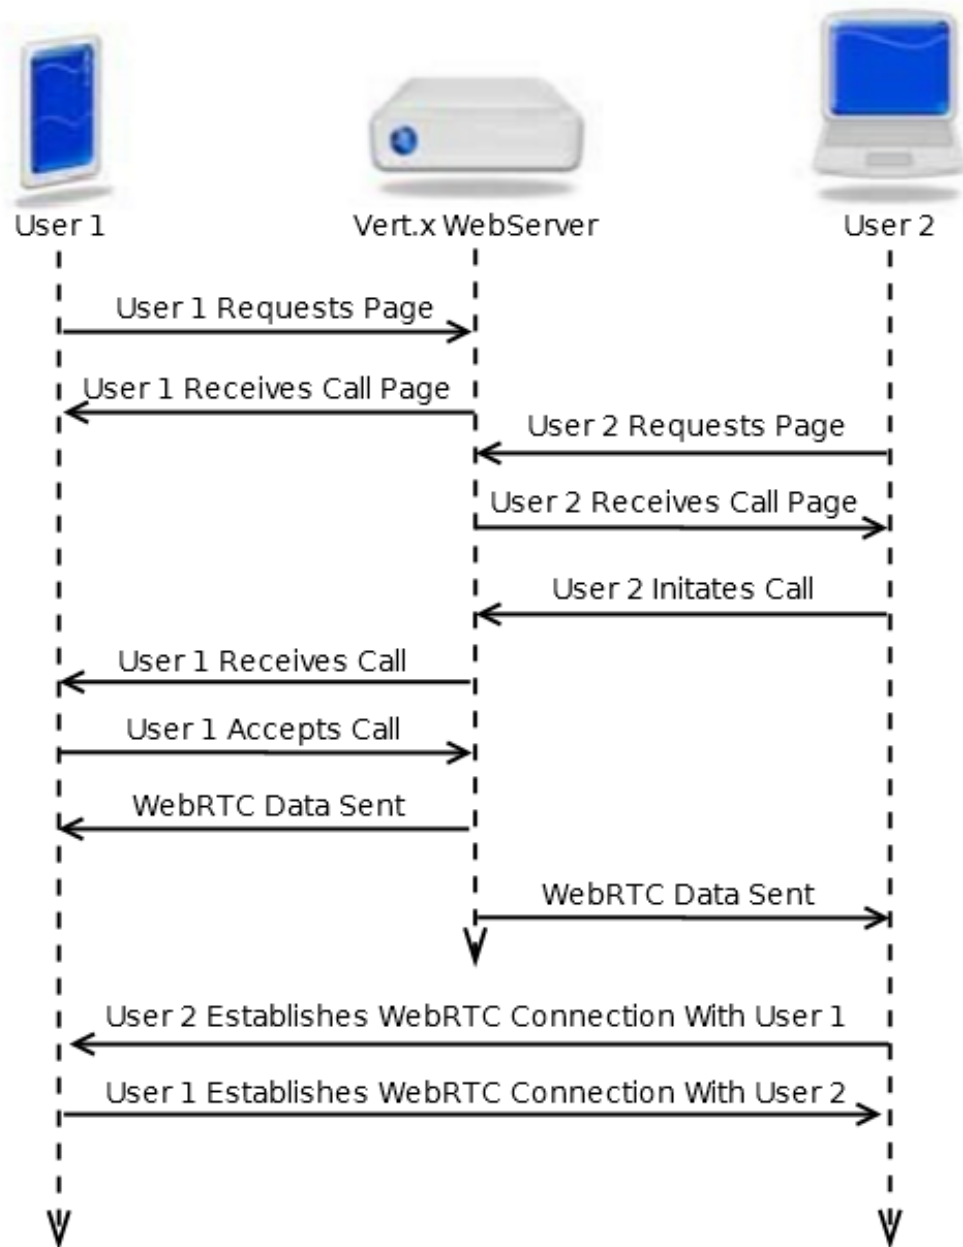 User 1
Vert.x WebServer
User 2
User 1 Requests Page
User 1 Receives Call Page
User 2 Requests Page
User 2 Receives Call Page
User 2 Initates Call
User 1 Receives Call
User 1 Accepts Call
WebRTC Data Sent
WebRTC Data Sent
User 2 Establishes WebRTC Connection With User 1
User 1 Establishes WebRTC Connection With User 2